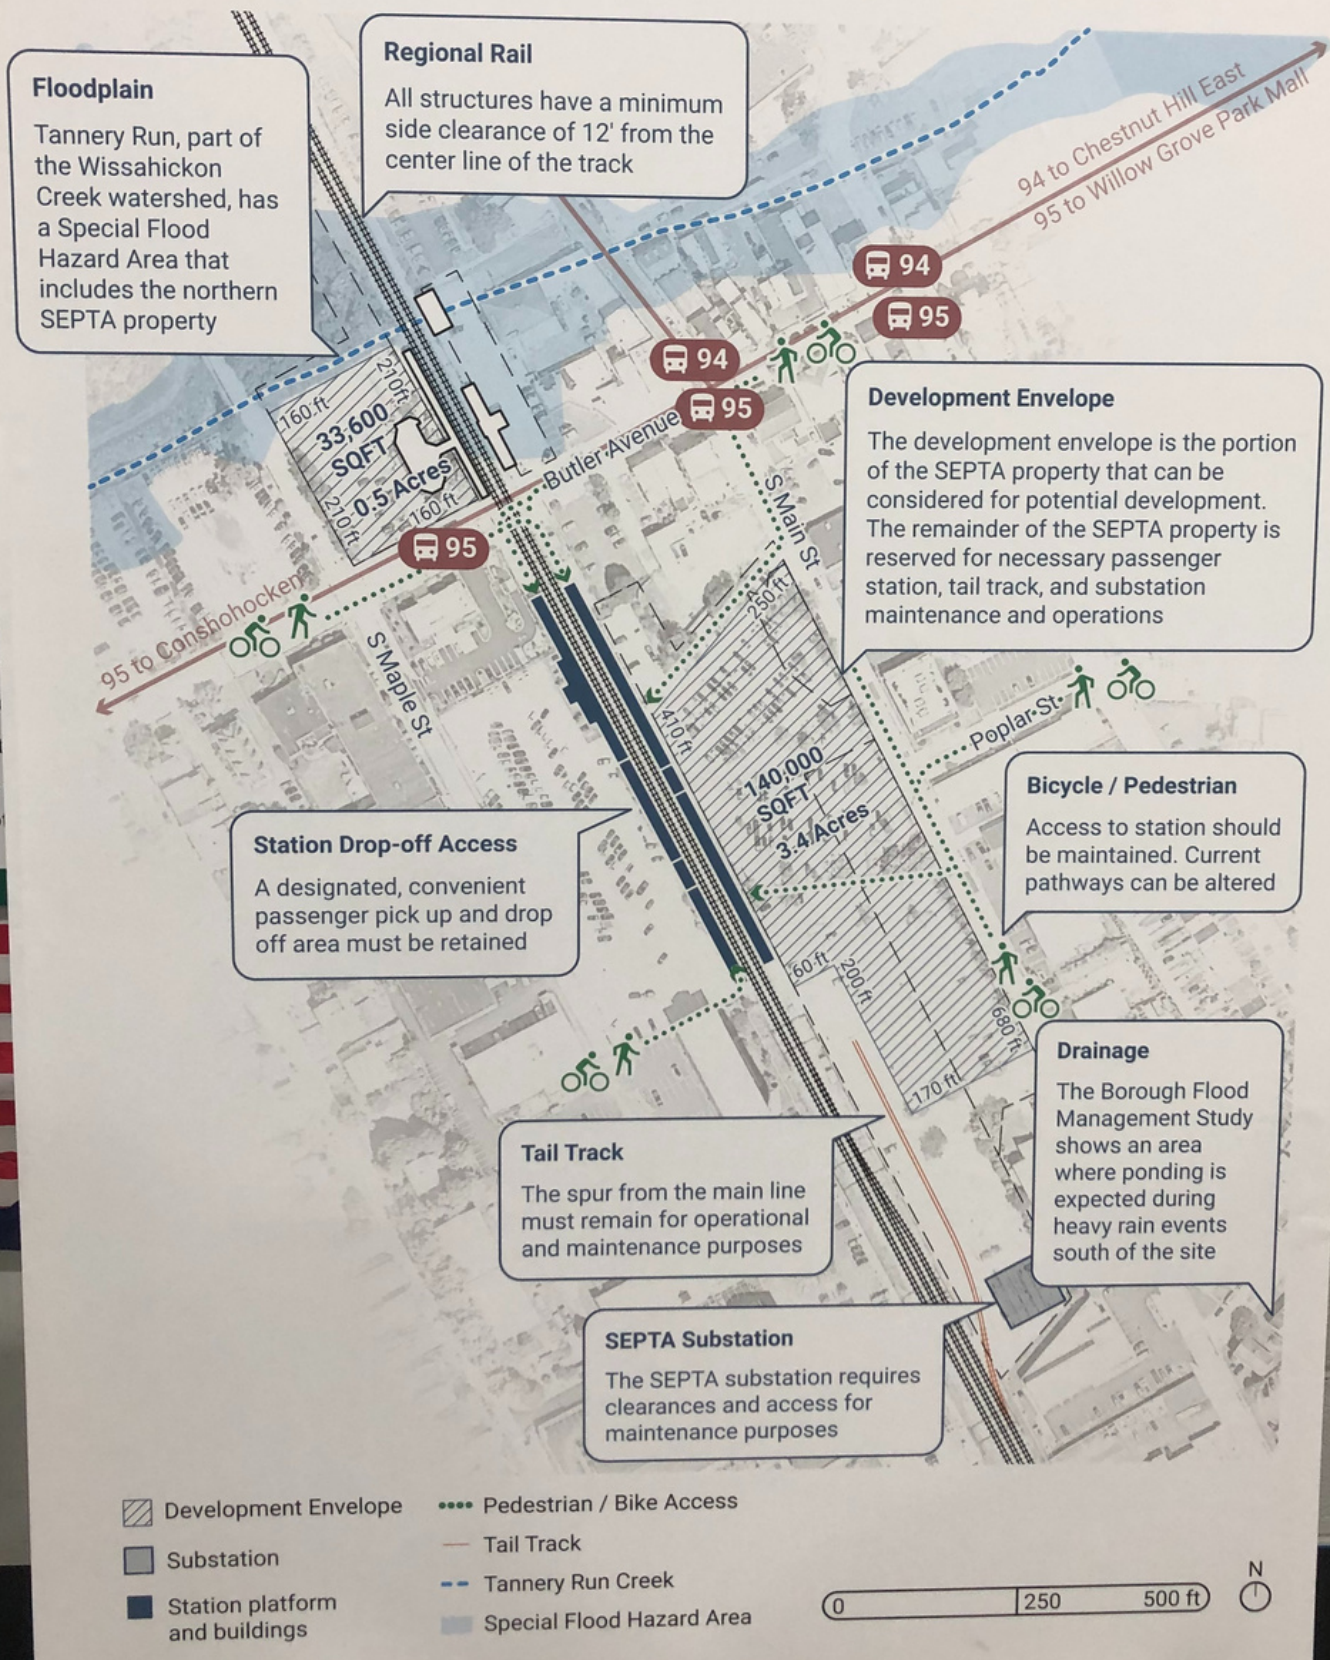 Floodplain
Tannery Run, part of
the Wissahickon
Creek watershed, has
a Special Flood
Hazard Area that
includes the northern
SEPTA property
Regional Rail
All structures have a minimum
side clearance of 12' from the
center line of the track
94 to Chestnut Hill East
95 to Willow Grove Park Mall
94
95
94
95
160 ft
210ft
33,600
SQFT
0.5 Acres
210ft
160 ft
Butler Avenue
S Main St
95
95 to Conshohocken
S Maple St
Development Envelope
The development envelope is the portion
of the SEPTA property that can be
considered for potential development.
The remainder of the SEPTA property is
reserved for necessary passenger
station, tail track, and substation
maintenance and operations
250 ft
410 ft
Poplar St
140,000
SQFT
3.4 Acres
Bicycle / Pedestrian
Access to station should
be maintained. Current
pathways can be altered
Station Drop-off Access
A designated, convenient
passenger pick up and drop
off area must be retained
60 ft
200 ft
680 ft
170 ft
Drainage
The Borough Flood
Management Study
shows an area
where ponding is
expected during
heavy rain events
south of the site
Tail Track
The spur from the main line
must remain for operational
and maintenance purposes
SEPTA Substation
The SEPTA substation requires
clearances and access for
maintenance purposes
Development Envelope
Substation
Station platform
and buildings
Pedestrian / Bike Access
Tail Track
Tannery Run Creek
Special Flood Hazard Area
0
250
500 ft
N